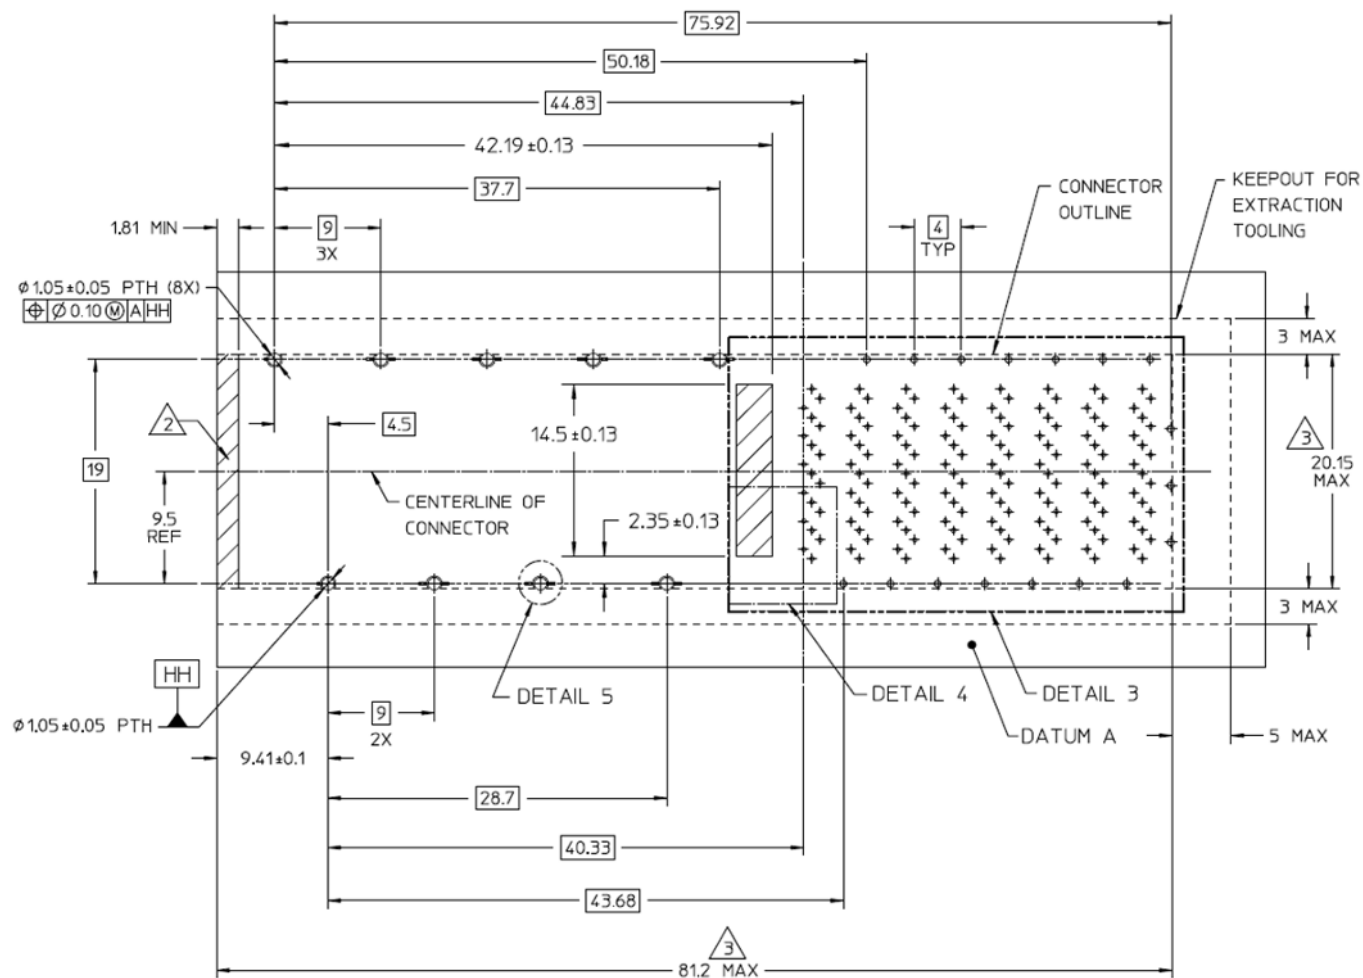 75.92
50.18
44.83
42.19±0.13
37.7
CONNECTOR
OUTLINE
KEEPOUT FOR
EXTRACTION
TOOLING
1.81 MIN
9
3X
4
TYP
⌀1.05±0.05 PTH (8X)
⌖ ⌀0.10 Ⓜ A HH
3 MAX
2
4.5
14.5±0.13
3
20.15
MAX
19
9.5
REF
CENTERLINE OF
CONNECTOR
2.35±0.13
3 MAX
HH
DETAIL 5
DETAIL 4
DETAIL 3
⌀1.05±0.05 PTH
9
2X
DATUM A
5 MAX
9.41±0.1
28.7
40.33
43.68
3
81.2 MAX